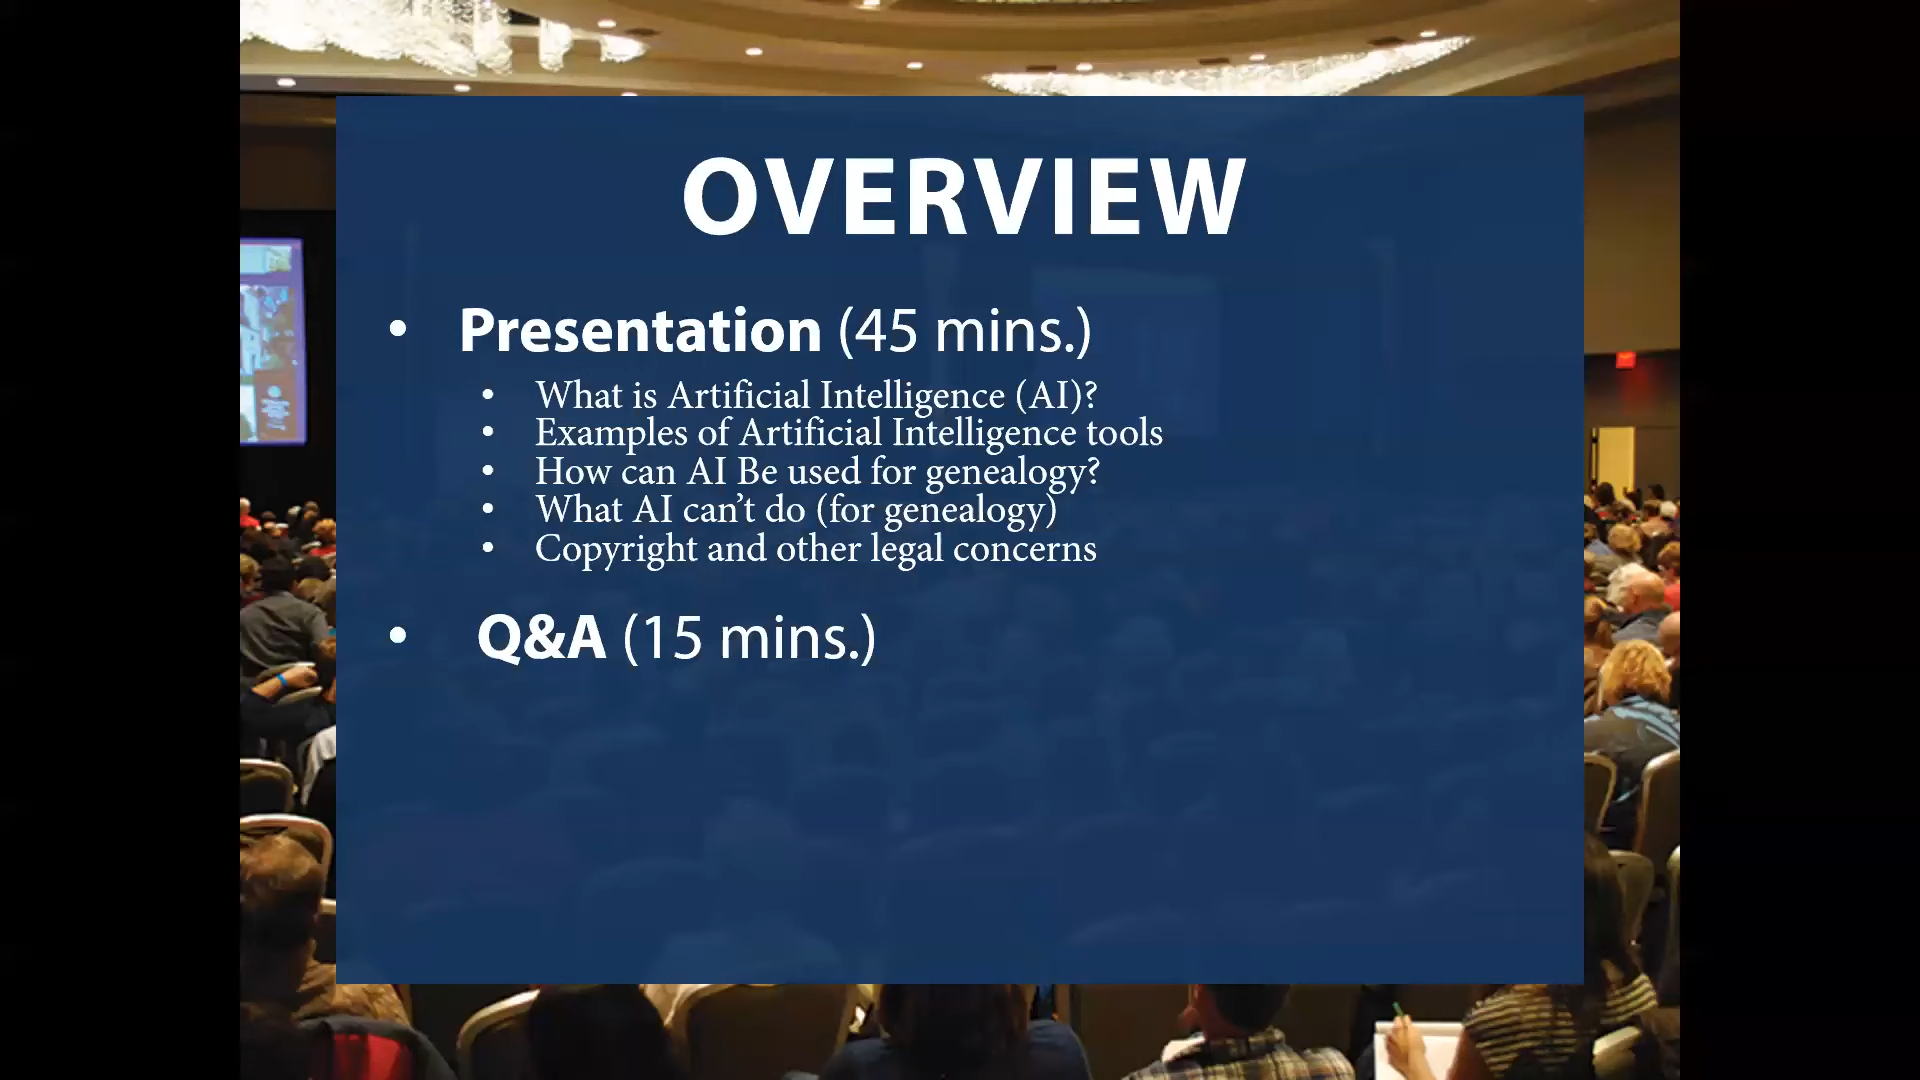 OVERVIEW
• Presentation (45 mins.)
• What is Artificial Intelligence (AI)?
• Examples of Artificial Intelligence tools
• How can AI Be used for genealogy?
• What AI can’t do (for genealogy)
• Copyright and other legal concerns
• Q&A (15 mins.)